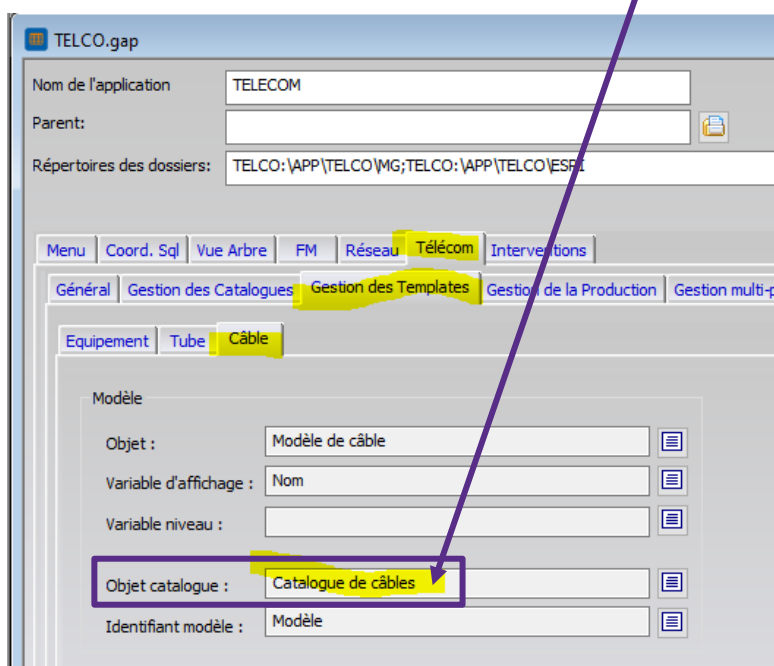 TELCO.gap
Nom de l'application TELECOM
Parent:
Répertoires des dossiers: TELCO:\APP\TELCO\MG;TELCO:\APP\TELCO\ESRI
Menu Coord. Sql Vue Arbre FM Réseau Télécom Interventions
Général Gestion des Catalogues Gestion des Templates Gestion de la Production Gestion multi-p
Equipement Tube Câble
Modèle
Objet : Modèle de câble
Variable d'affichage : Nom
Variable niveau :
Objet catalogue : Catalogue de câbles
Identifiant modèle : Modèle